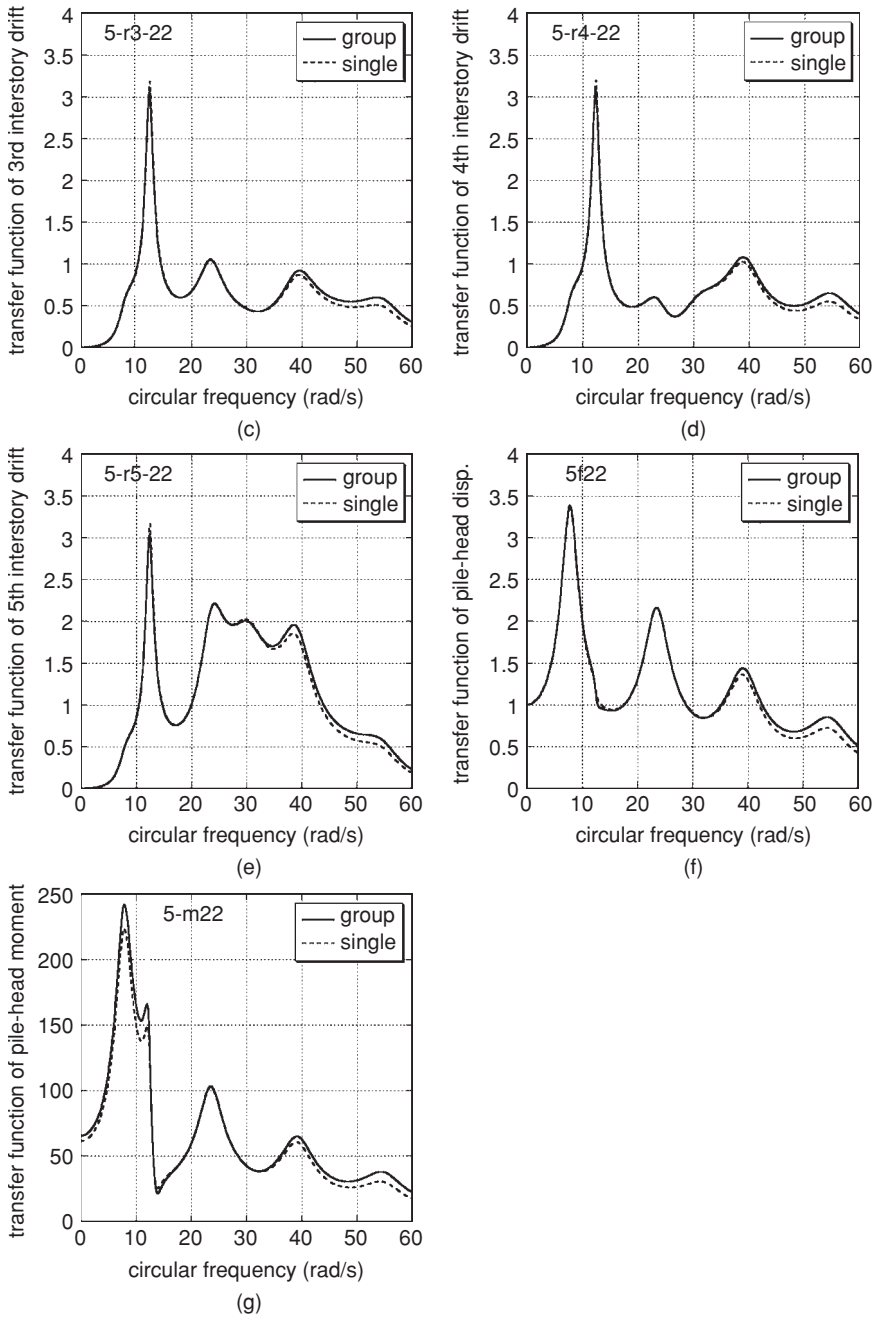 transfer function of 3rd interstory drift
4
3.5
3
2.5
2
1.5
1
0.5
0
5-r3-22
group
single
0 10 20 30 40 50 60
circular frequency (rad/s)
(c)
transfer function of 4th interstory drift
4
3.5
3
2.5
2
1.5
1
0.5
0
5-r4-22
group
single
0 10 20 30 40 50 60
circular frequency (rad/s)
(d)
transfer function of 5th interstory drift
4
3.5
3
2.5
2
1.5
1
0.5
0
5-r5-22
group
single
0 10 20 30 40 50 60
circular frequency (rad/s)
(e)
transfer function of pile-head disp.
4
3.5
3
2.5
2
1.5
1
0.5
0
5f22
group
single
0 10 20 30 40 50 60
circular frequency (rad/s)
(f)
transfer function of pile-head moment
250
200
150
100
50
0
5-m22
group
single
0 10 20 30 40 50 60
circular frequency (rad/s)
(g)